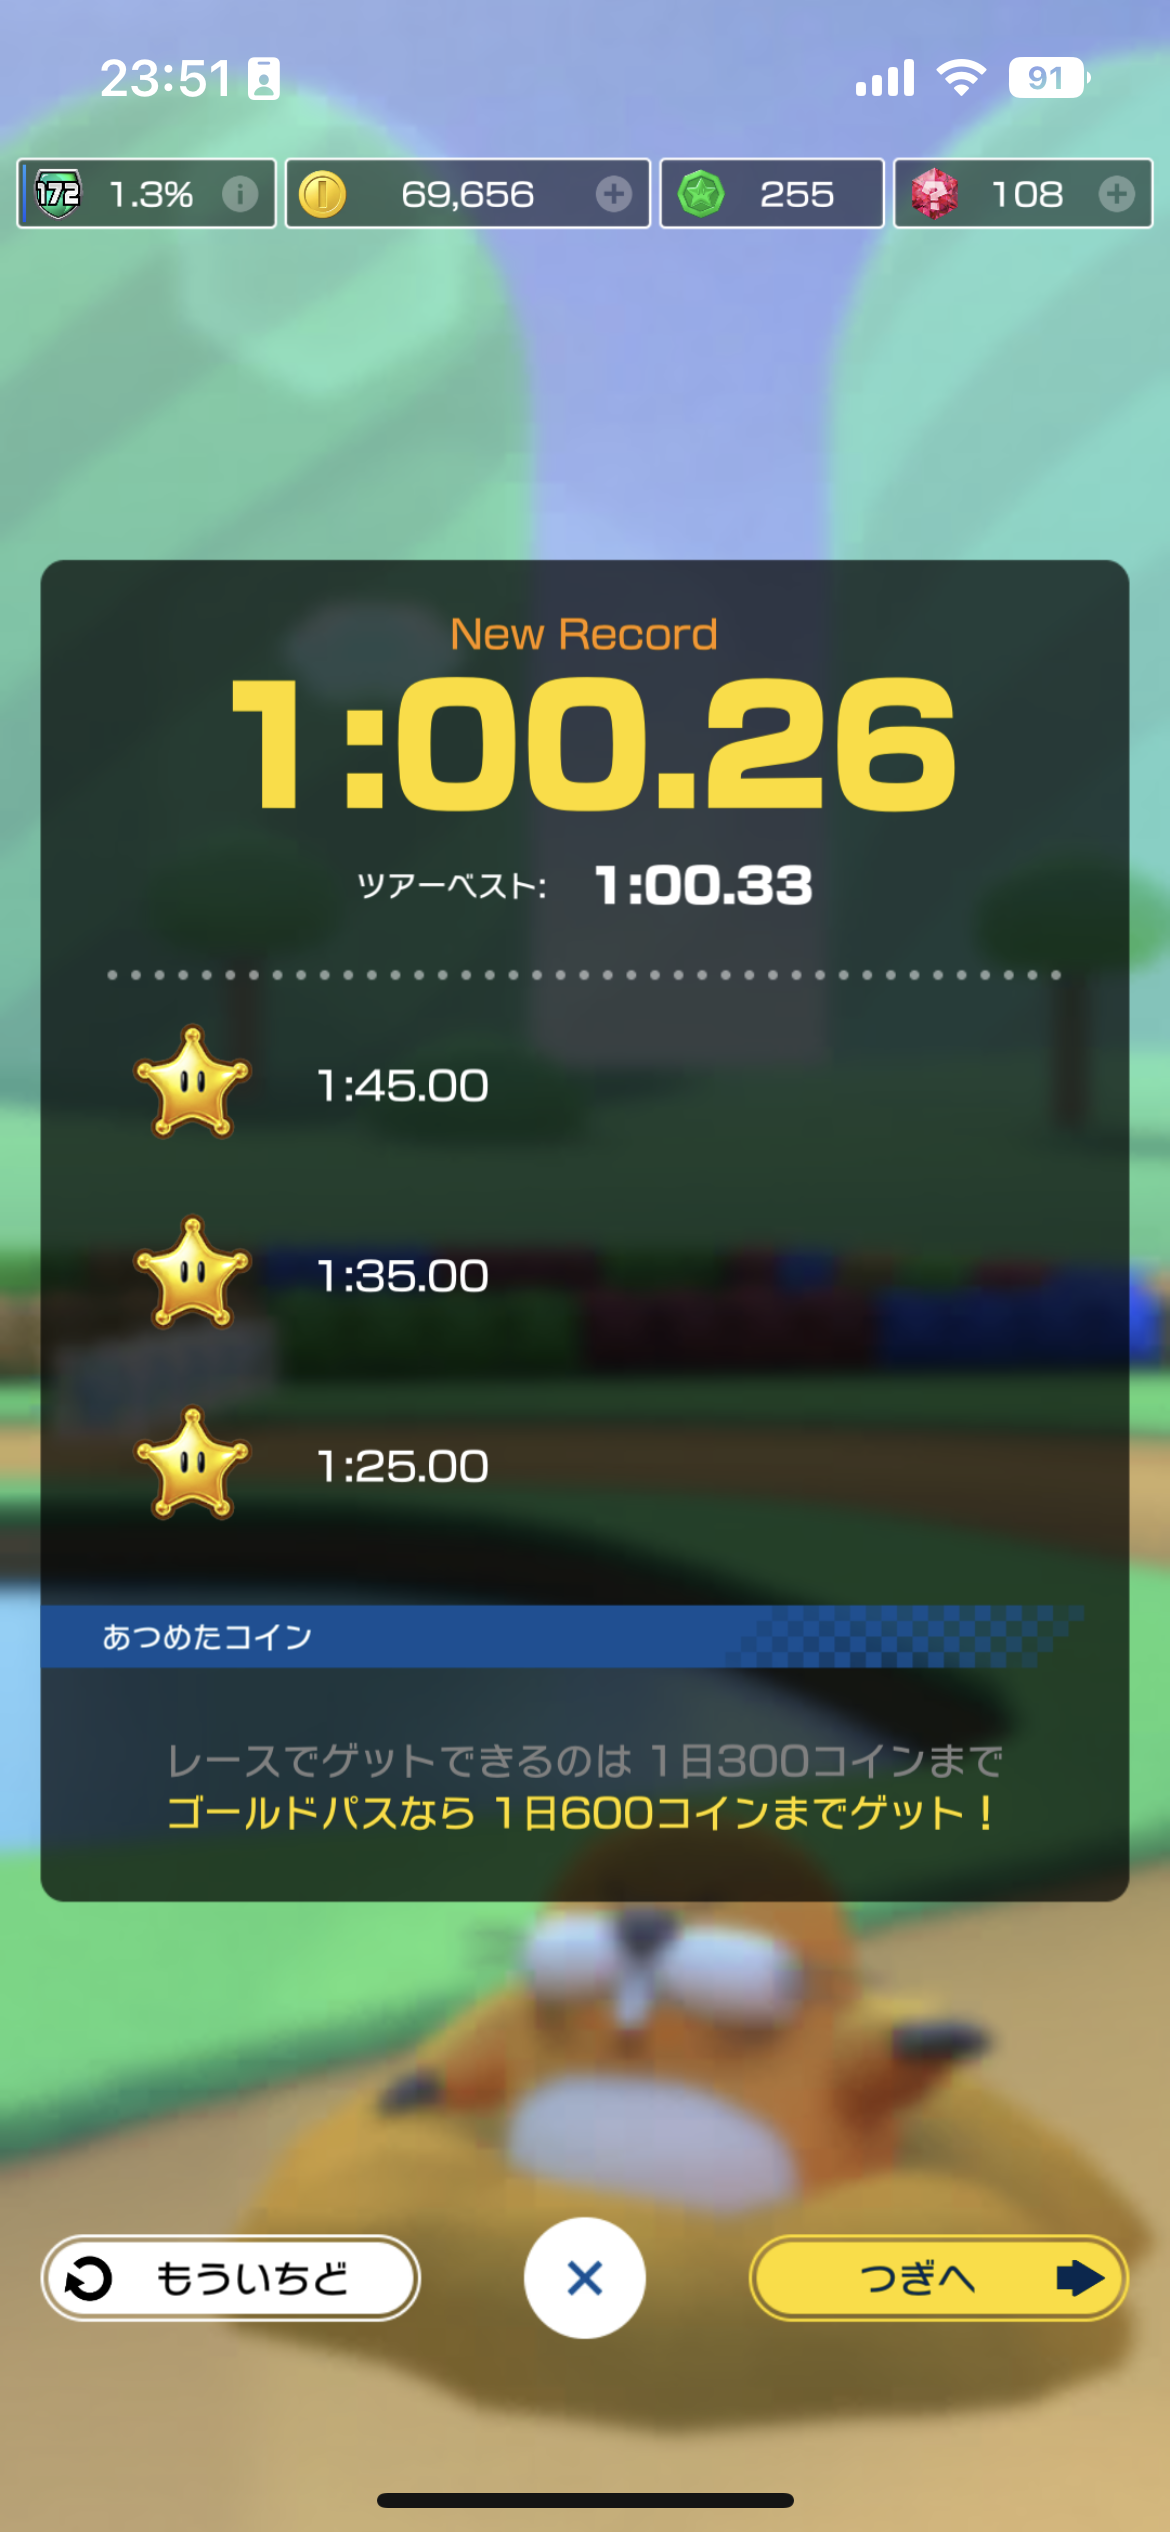 23:51 91
172 1.3% 69,656 255 108
New Record
1:00.26
ツアーベスト: 1:00.33
1:45.00
1:35.00
1:25.00
あつめたコイン
レースでゲットできるのは 1日300コインまで
ゴールドパスなら 1日600コインまでゲット！
もういちど つぎへ